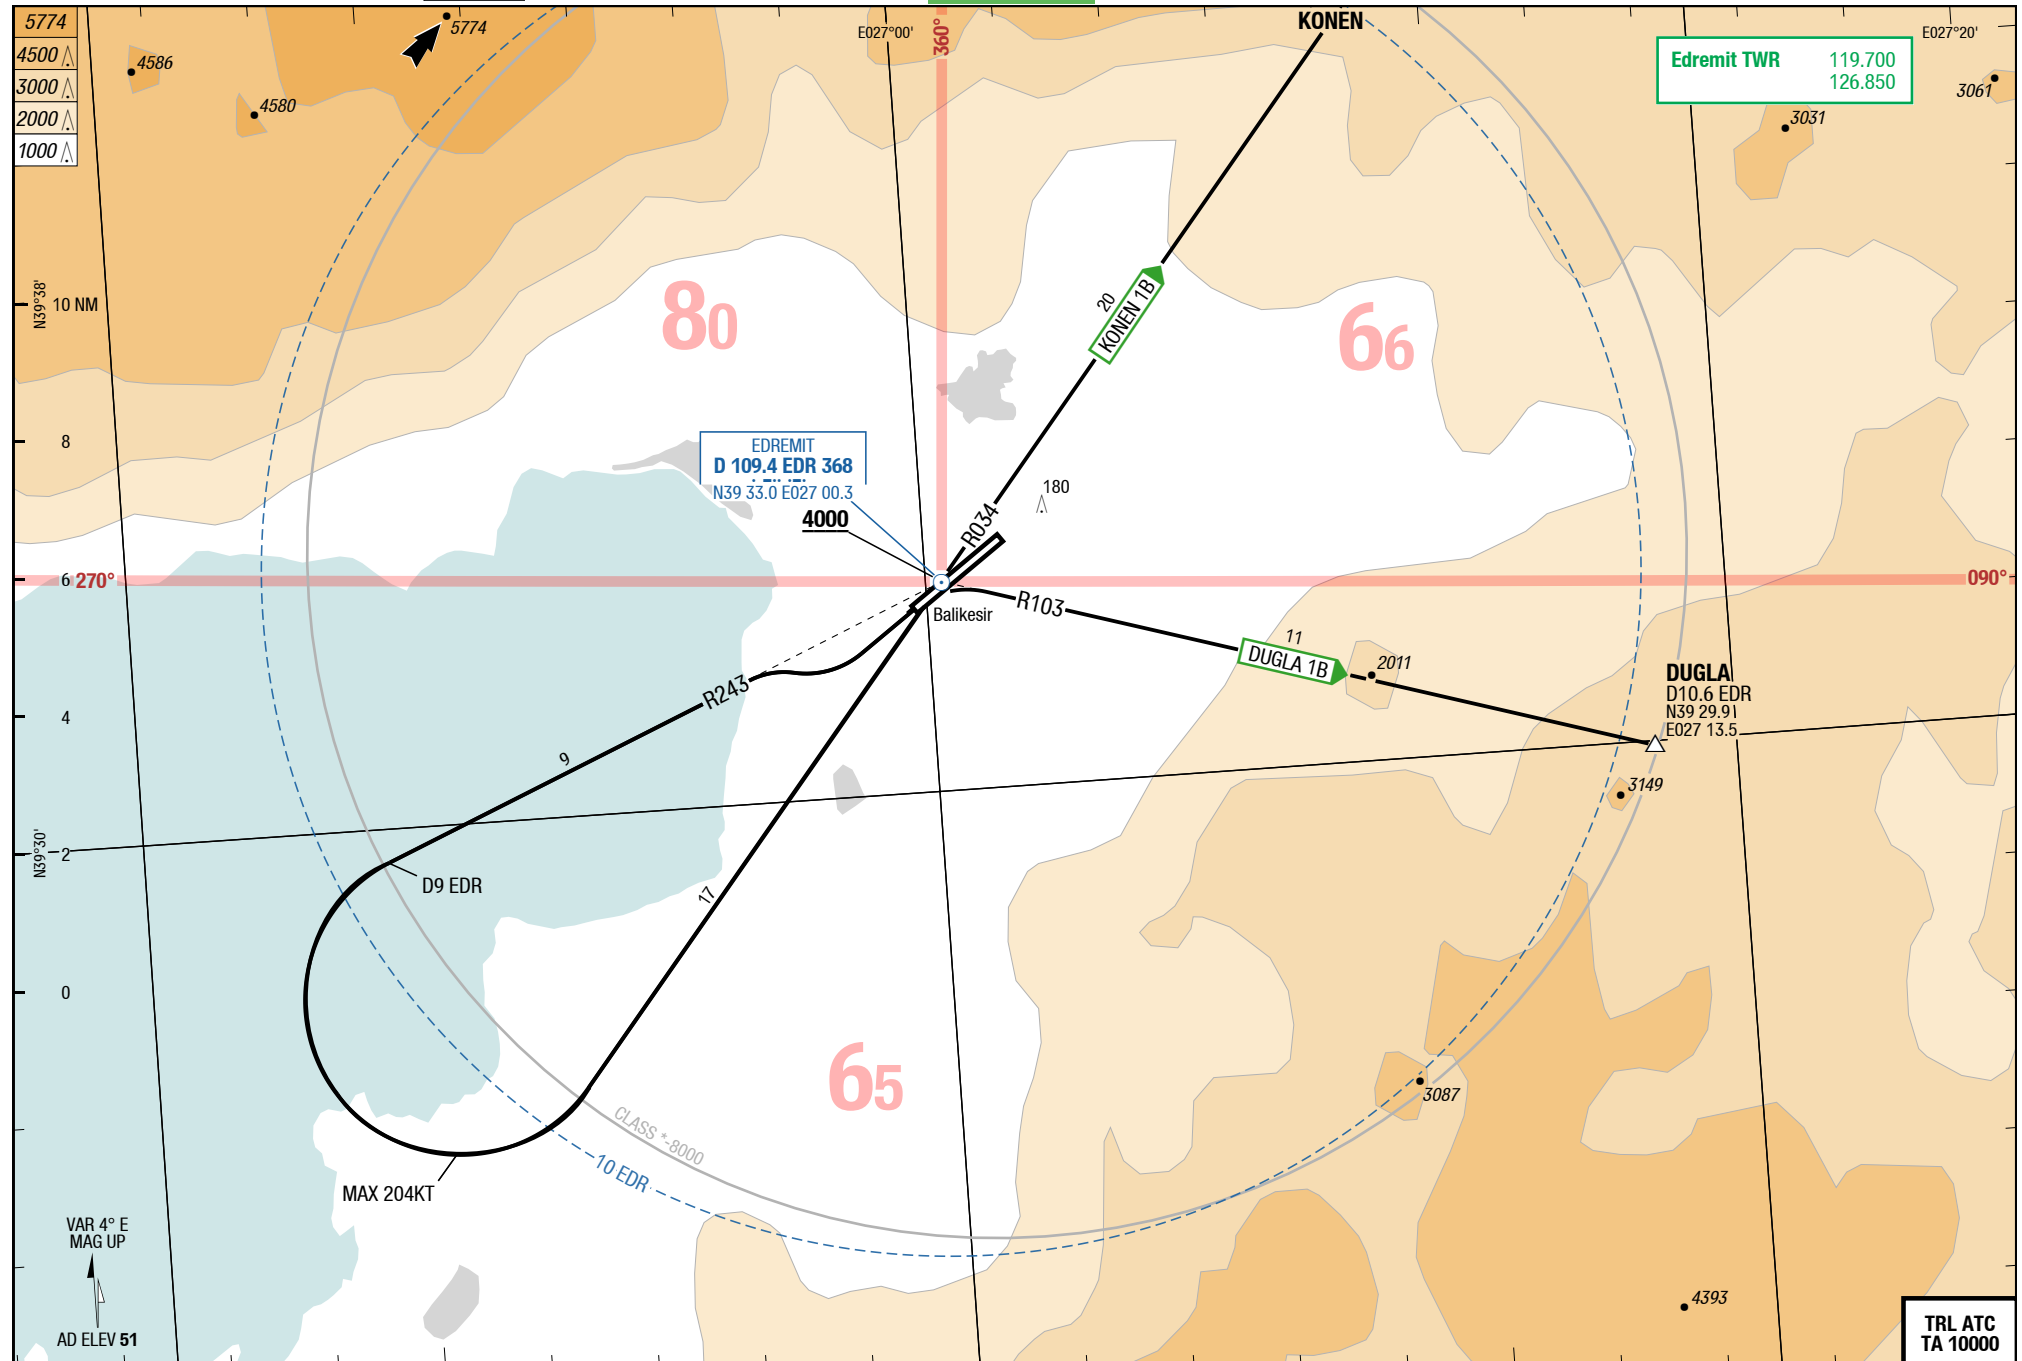 5774
4500
3000
2000
1000
4586
4580
5774
E027°00'
360°
KONEN
E027°20'
Edremit TWR 119.700
126.850
3061
3031
N39°38'
10 NM
80
66
20
KONEN 1B
8
EDREMIT
D 109.4 EDR 368
N39 33.0 E027 00.3
4000
180
R034
6
270°
090°
Balikesir
R103
11
DUGLA 1B
2011
DUGLA
D10.6 EDR
N39 29.9
E027 13.5
R243
4
9
3149
N39°30'
2
D9 EDR
17
0
65
3087
CLASS *-8000
10 EDR
MAX 204KT
VAR 4° E
MAG UP
AD ELEV 51
4393
TRL ATC
TA 10000